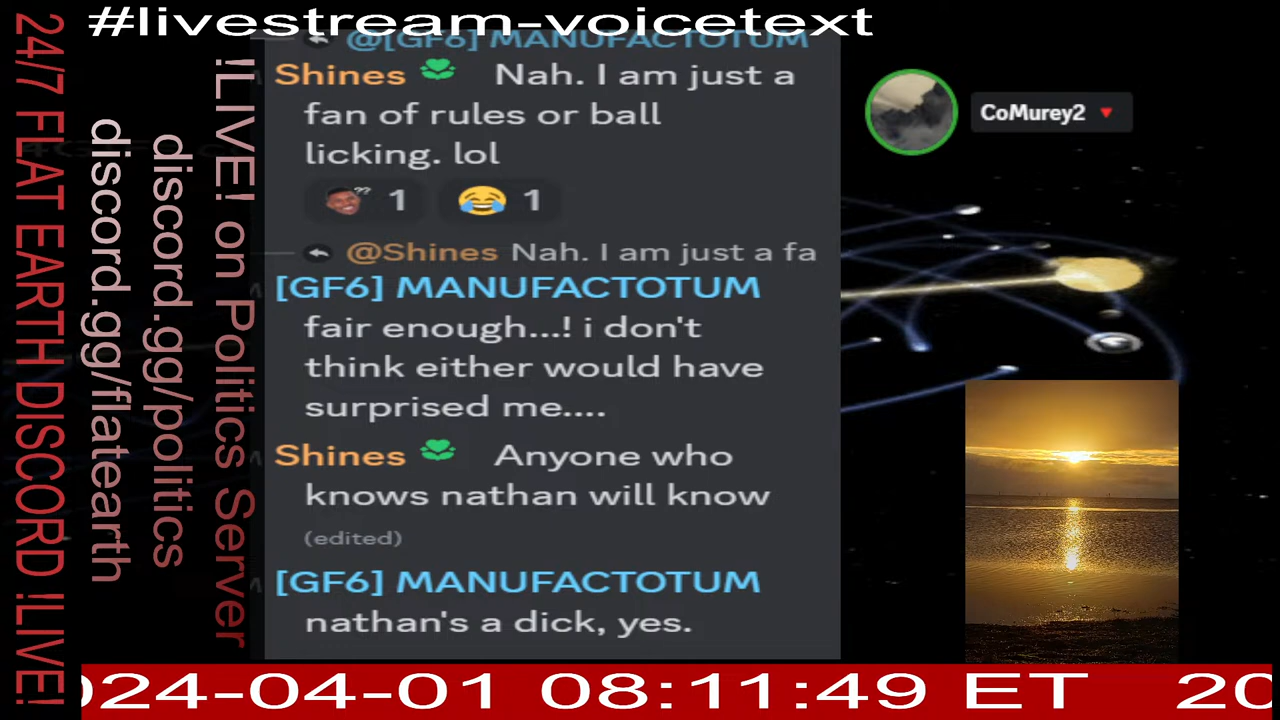 #livestream-voicetext
24/7 FLAT EARTH DISCORD !LIVE!
discord.gg/flatearth
discord.gg/politics
!LIVE! on Politics Server
@[GF6] MANUFACTOTUM
Shines Nah. I am just a
fan of rules or ball
licking. lol
?? 1 1
@Shines Nah. I am just a fa
[GF6] MANUFACTOTUM
fair enough...! i don't
think either would have
surprised me....
Shines Anyone who
knows nathan will know
(edited)
[GF6] MANUFACTOTUM
nathan's a dick, yes.
CoMurey2
024-04-01 08:11:49 ET 20